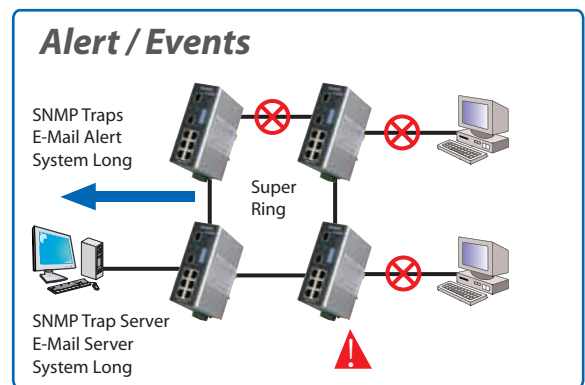 Alert / Events
SNMP Traps
E-Mail Alert
System Long
Super
Ring
SNMP Trap Server
E-Mail Server
System Long